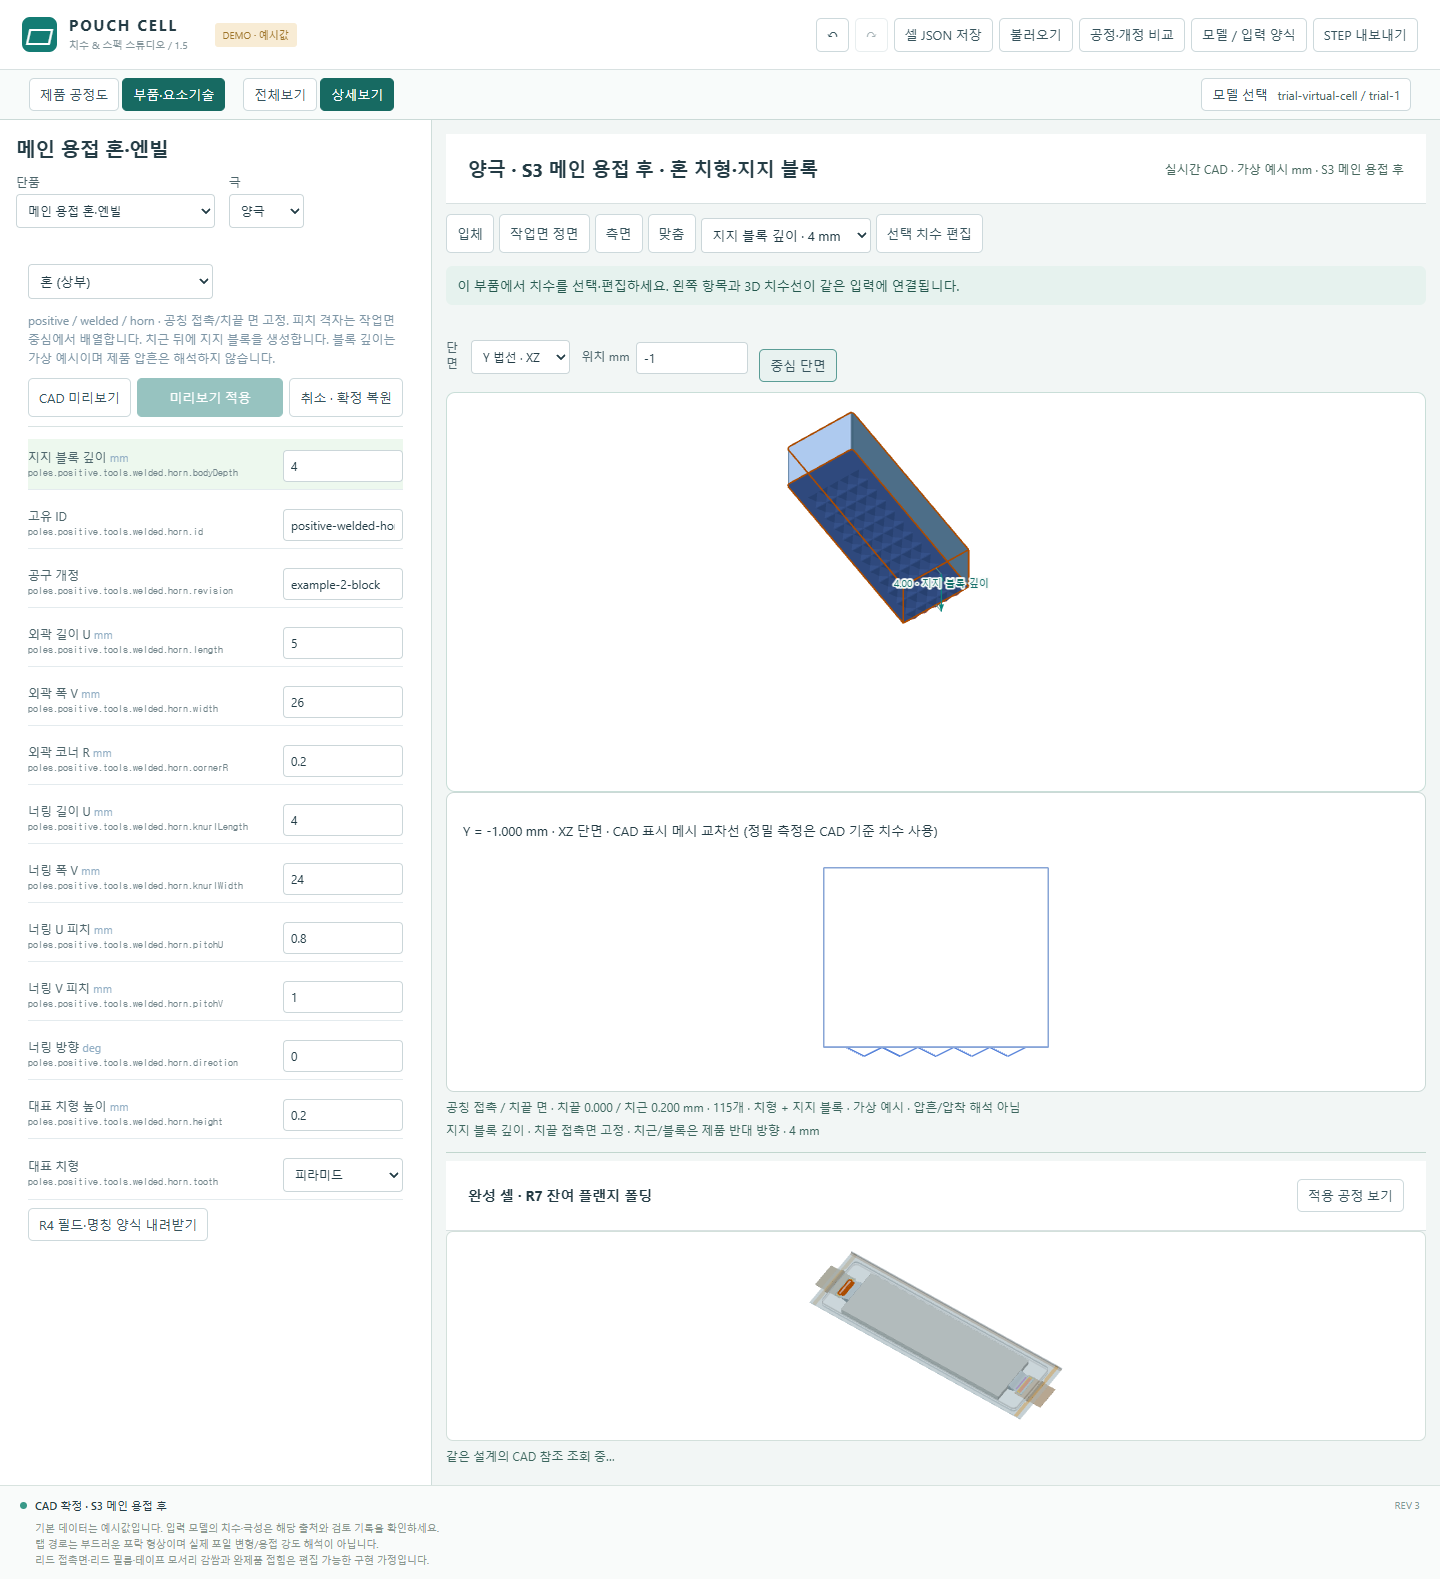 POUCH CELL
치수 & 스펙 스튜디오 / 1.5
DEMO · 예시값
셀 JSON 저장
불러오기
공정·개정 비교
모델 / 입력 양식
STEP 내보내기
제품 공정도
부품·요소기술
전체보기
상세보기
모델 선택 trial-virtual-cell / trial-1
메인 용접 혼·엔빌
단품
극
메인 용접 혼·엔빌
양극
혼 (상부)
positive / welded / horn · 공칭 접촉/치끝 면 고정. 피치 격자는 작업면
중심에서 배열합니다. 치근 뒤에 지지 블록을 생성합니다. 블록 깊이는
가상 예시이며 제품 압흔은 해석하지 않습니다.
CAD 미리보기
미리보기 적용
취소 · 확정 복원
지지 블록 깊이 mm
poles.positive.tools.welded.horn.bodyDepth
4
고유 ID
poles.positive.tools.welded.horn.id
positive-welded-ho
공구 개정
poles.positive.tools.welded.horn.revision
example-2-block
외곽 길이 U mm
poles.positive.tools.welded.horn.length
5
외곽 폭 V mm
poles.positive.tools.welded.horn.width
26
외곽 코너 R mm
poles.positive.tools.welded.horn.cornerR
0.2
너링 길이 U mm
poles.positive.tools.welded.horn.knurlLength
4
너링 폭 V mm
poles.positive.tools.welded.horn.knurlWidth
24
너링 U 피치 mm
poles.positive.tools.welded.horn.pitchU
0.8
너링 V 피치 mm
poles.positive.tools.welded.horn.pitchV
1
너링 방향 deg
poles.positive.tools.welded.horn.direction
0
대표 치형 높이 mm
poles.positive.tools.welded.horn.height
0.2
대표 치형
poles.positive.tools.welded.horn.tooth
피라미드
R4 필드·명칭 양식 내려받기
양극 · S3 메인 용접 후 · 혼 치형·지지 블록
실시간 CAD · 가상 예시 mm · S3 메인 용접 후
입체
작업면 정면
측면
맞춤
지지 블록 깊이 · 4 mm
선택 치수 편집
이 부품에서 치수를 선택·편집하세요. 왼쪽 항목과 3D 치수선이 같은 입력에 연결됩니다.
단면
Y 법선 · XZ
위치 mm
-1
중심 단면
4.00 · 지지 블록 깊이
Y = -1.000 mm · XZ 단면 · CAD 표시 메시 교차선 (정밀 측정은 CAD 기준 치수 사용)
공칭 접촉 / 치끝 면 · 치끝 0.000 / 치근 0.200 mm · 115개 · 치형 + 지지 블록 · 가상 예시 · 압흔/압착 해석 아님
지지 블록 깊이 · 치끝 접촉면 고정 · 치근/블록은 제품 반대 방향 · 4 mm
완성 셀 · R7 잔여 플랜지 폴딩
적용 공정 보기
같은 설계의 CAD 참조 조회 중...
CAD 확정 · S3 메인 용접 후
REV 3
기본 데이터는 예시값입니다. 입력 모델의 치수·극성은 해당 출처와 검토 기록을 확인하세요.
탭 경로는 부드러운 포락 형상이며 실제 포일 변형/용접 강도 해석이 아닙니다.
리드 접촉면·리드 필름·테이프 모서리 감쌈과 완제품 접힘은 편집 가능한 구현 가정입니다.